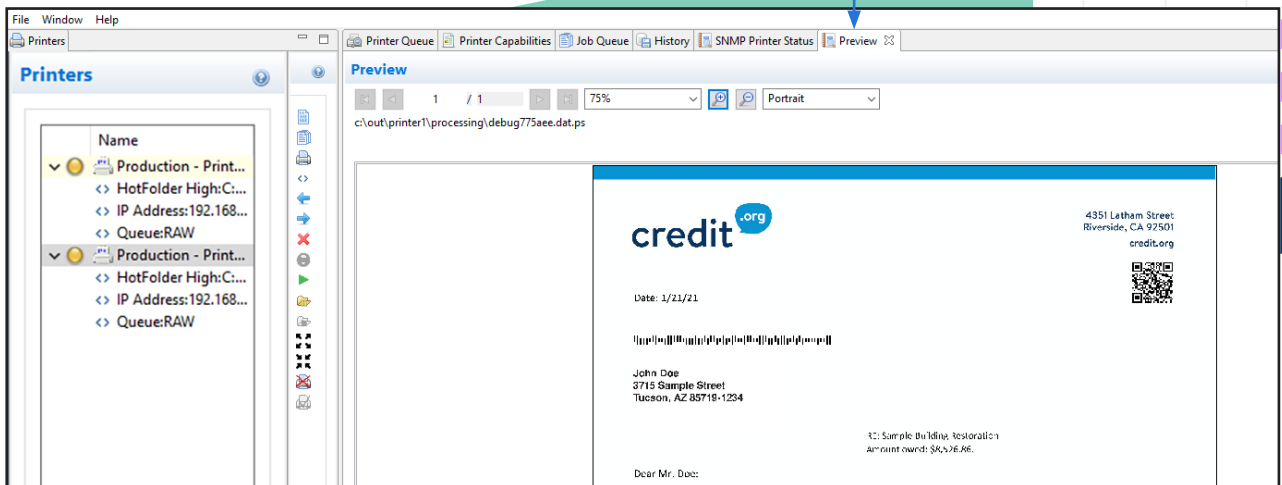 File Window Help
Printers
Printer Queue Printer Capabilities Job Queue History SNMP Printer Status Preview
Printers
Preview
1 / 1 75% Portrait
c:\out\printer1\processing\debug775aee.dat.ps
Name
Production - Print...
HotFolder High:C:...
IP Address:192.168...
Queue:RAW
Production - Print...
HotFolder High:C:...
IP Address:192.168...
Queue:RAW
credit.org
4351 Latham Street
Riverside, CA 92501
credit.org
Date: 1/21/21
John Doe
3715 Sample Street
Tucson, AZ 85719-1234
RE: Sample Building Restoration
Amount owed: $8,526.86.
Dear Mr. Doe: